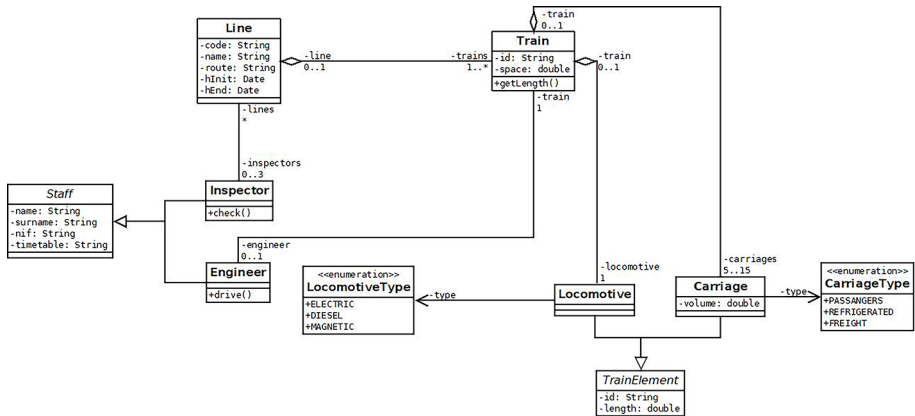 Line
-code: String
-name: String
-route: String
-hInit: Date
-hEnd: Date
-line
0..1
-trains
1..*
-train
0..1
Train
-id: String
-space: double
+getLength()
-train
0..1
-train
1
-lines
*
-inspectors
0..3
Inspector
+check()
Staff
-name: String
-surname: String
-nif: String
-timetable: String
-engineer
0..1
Engineer
+drive()
<<enumeration>>
LocomotiveType
+ELECTRIC
+DIESEL
+MAGNETIC
-type
-locomotive
1
Locomotive
-carriages
5..15
Carriage
-volume: double
-type
<<enumeration>>
CarriageType
+PASSANGERS
+REFRIGERATED
+FREIGHT
TrainElement
-id: String
-length: double